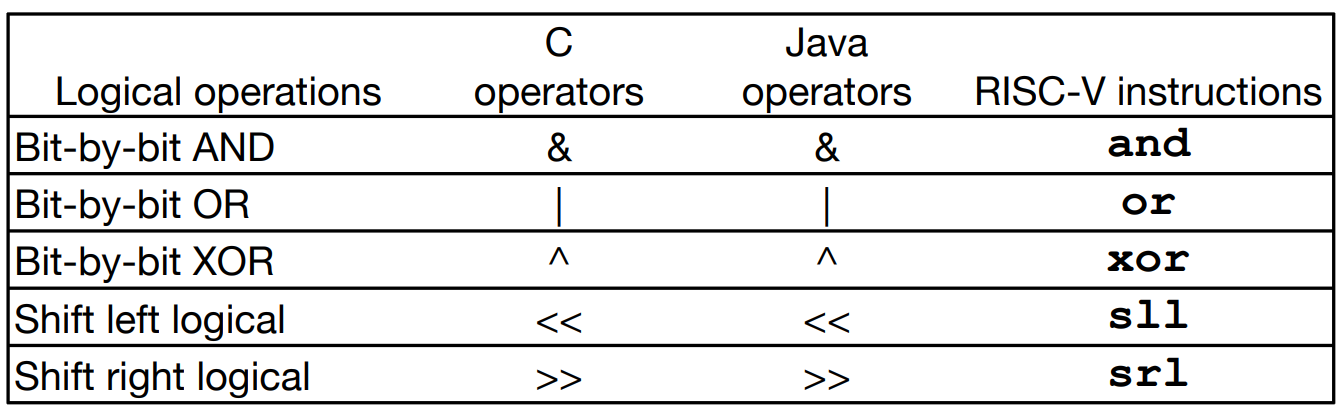 C Java
Logical operations operators operators RISC-V instructions
Bit-by-bit AND & & and
Bit-by-bit OR | | or
Bit-by-bit XOR ^ ^ xor
Shift left logical << << sll
Shift right logical >> >> srl